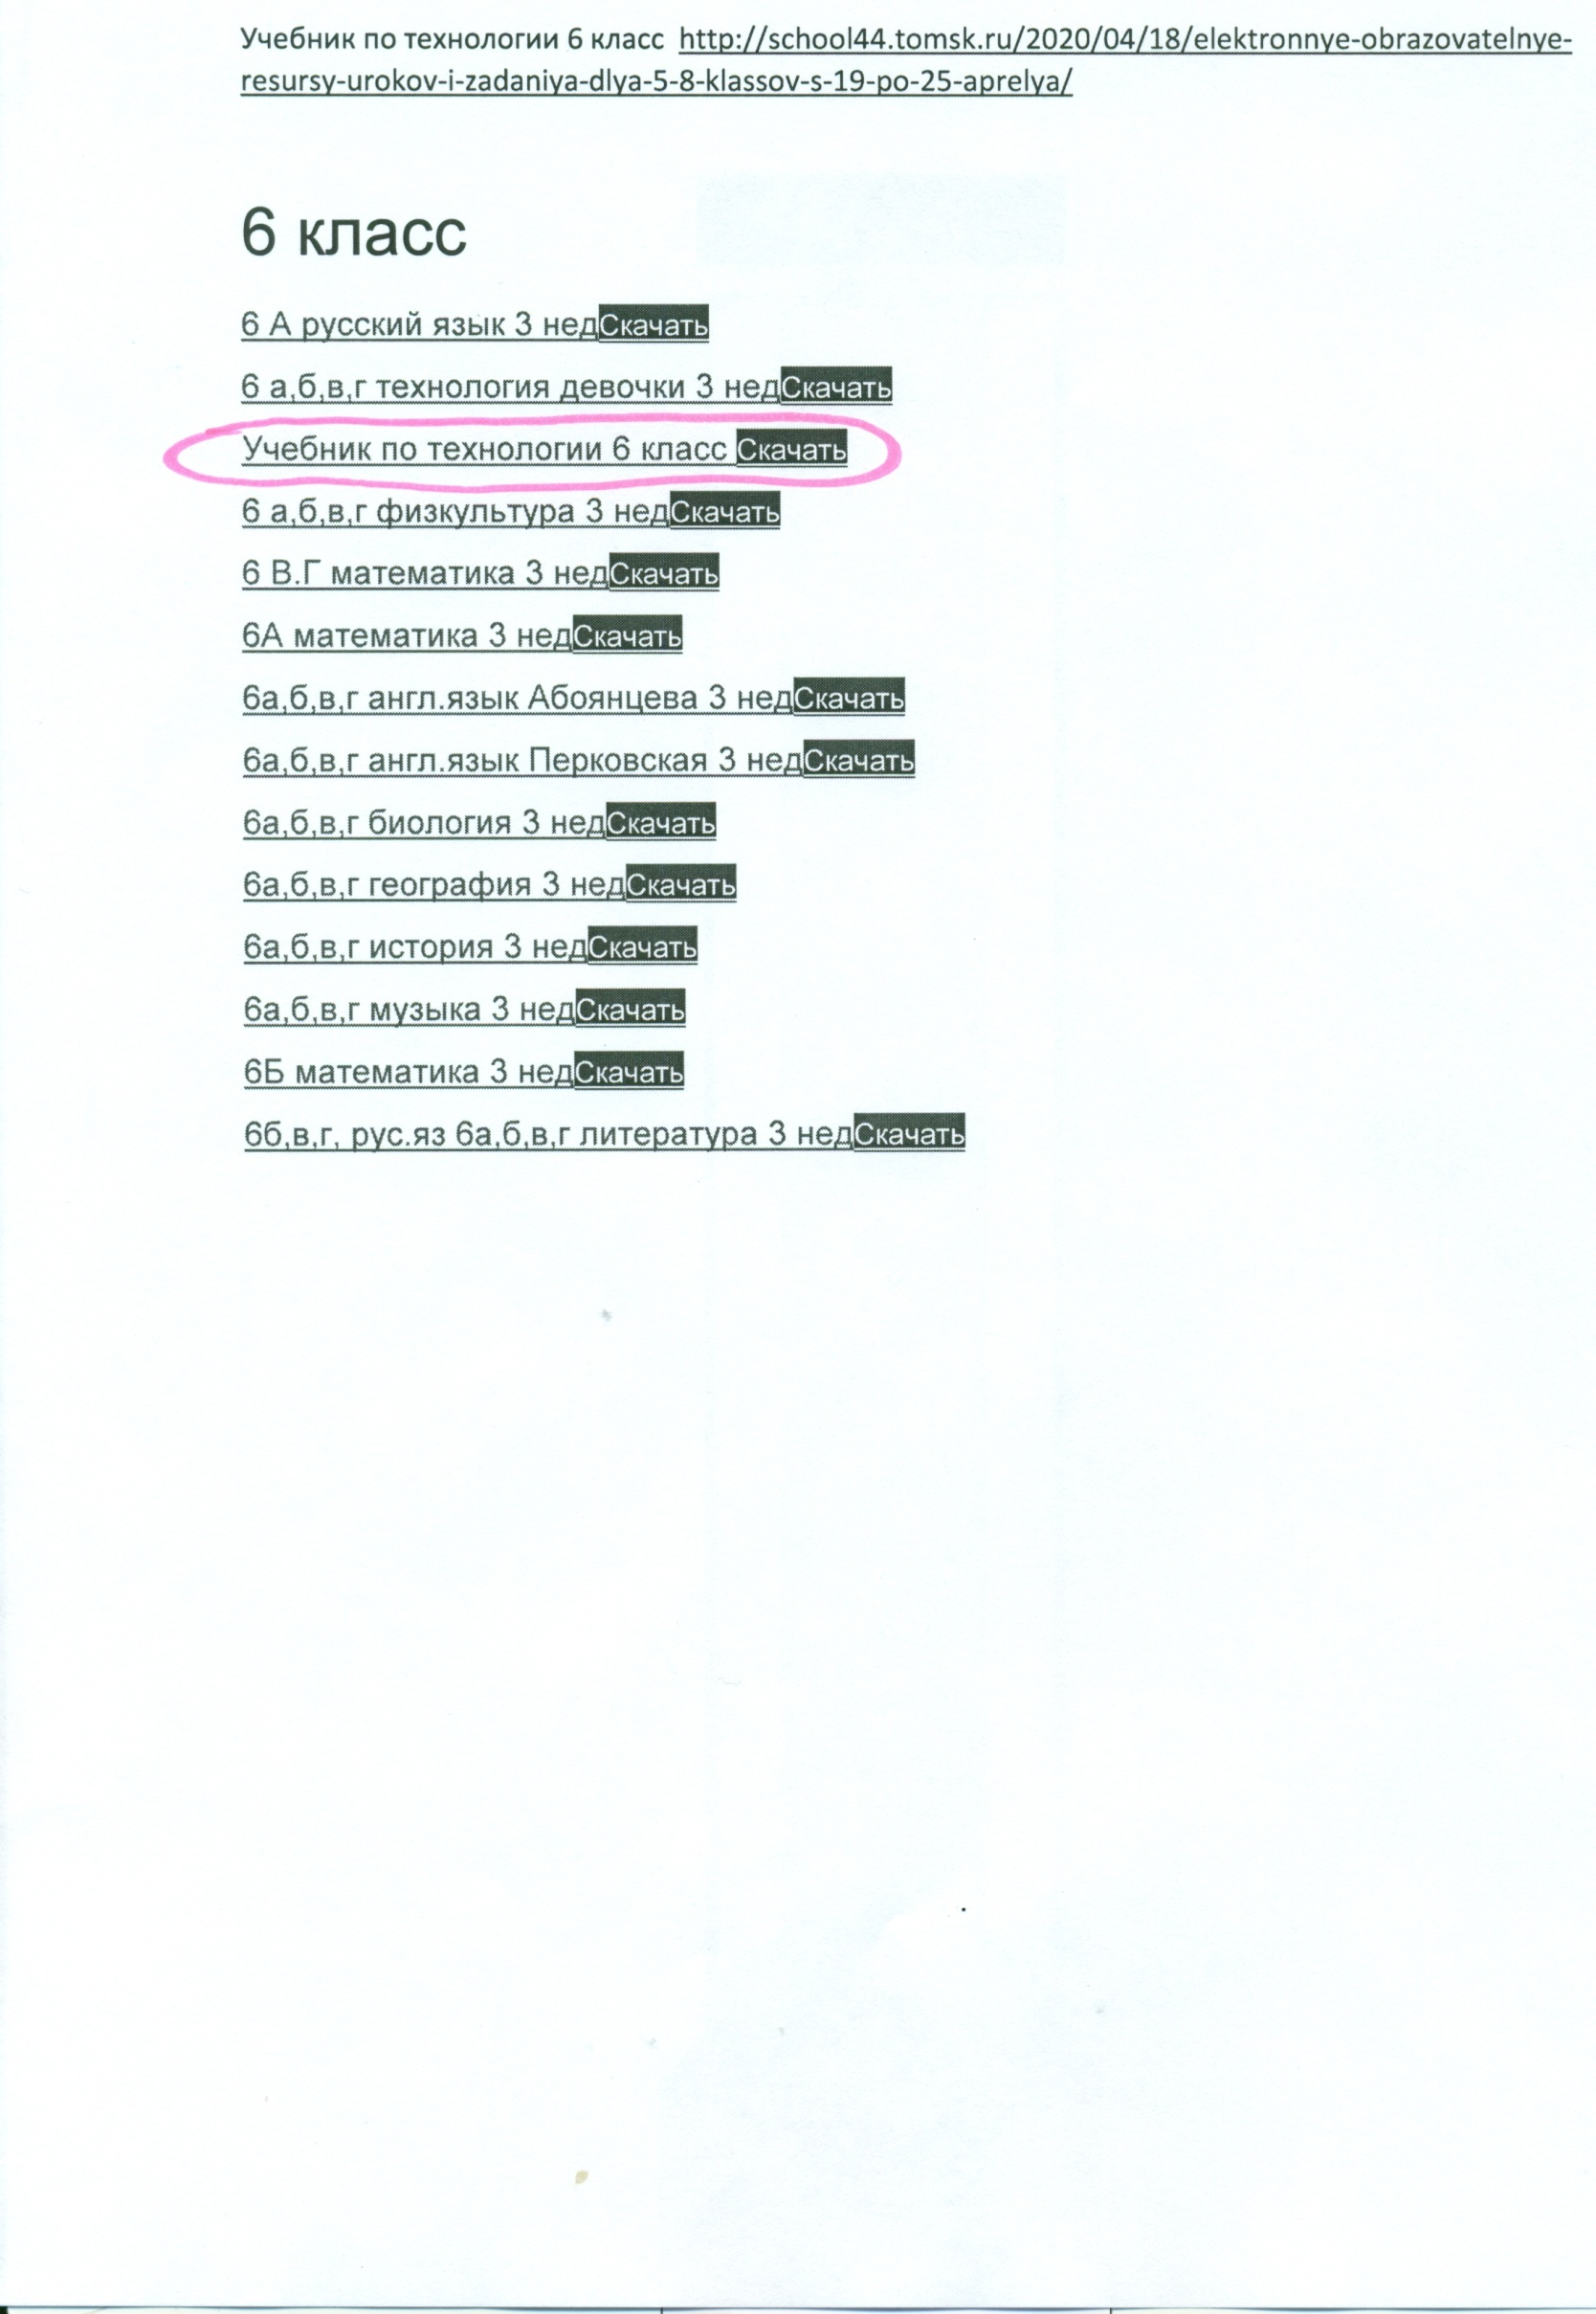 Учебник по технологии 6 класс http://school44.tomsk.ru/2020/04/18/elektronnye-obrazovatelnye-
resursy-urokov-i-zadaniya-dlya-5-8-klassov-s-19-po-25-aprelya/
6 класс
6 А русский язык 3 недСкачать
6 а,б,в,г технология девочки 3 недСкачать
Учебник по технологии 6 класс Скачать
6 а,б,в,г физкультура 3 недСкачать
6 В.Г математика 3 недСкачать
6А математика 3 недСкачать
6а,б,в,г англ.язык Абоянцева 3 недСкачать
6а,б,в,г англ.язык Перковская 3 недСкачать
6а,б,в,г биология 3 недСкачать
6а,б,в,г география 3 недСкачать
6а,б,в,г история 3 недСкачать
6а,б,в,г музыка 3 недСкачать
6Б математика 3 недСкачать
6б,в,г, рус.яз 6а,б,в,г литература 3 недСкачать